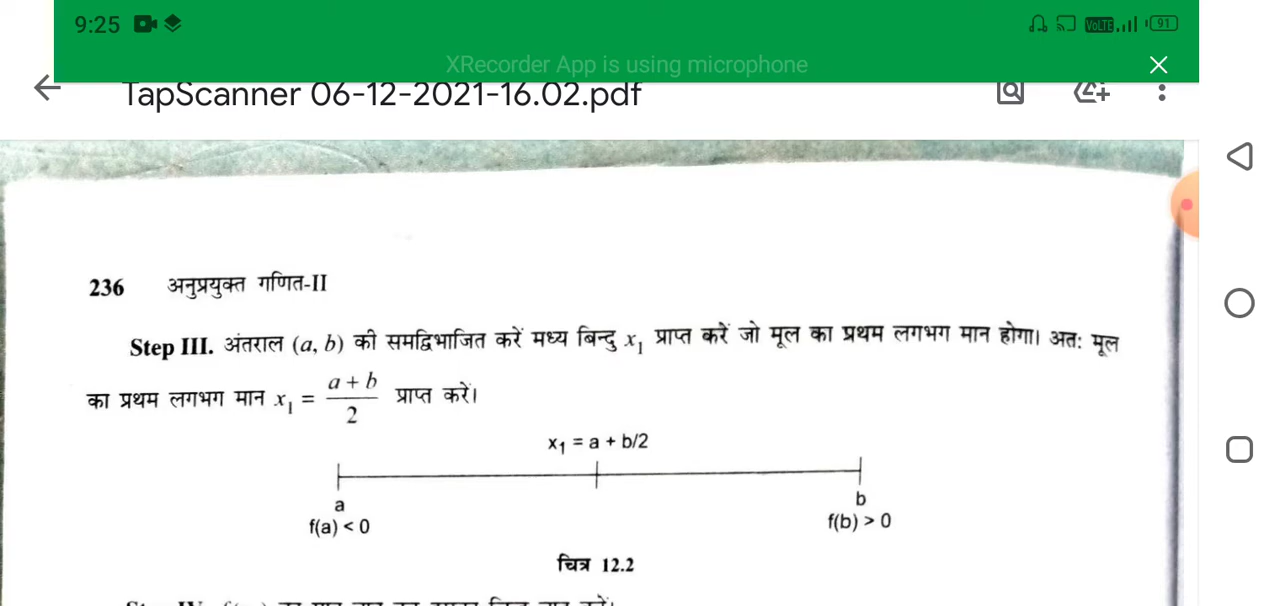 9:25 VoLTE 91
XRecorder App is using microphone
TapScanner 06-12-2021-16.02.pdf
236 अनुप्रयुक्त गणित-II
Step III. अंतराल (a, b) की समद्विभाजित करें मध्य बिन्दु x₁ प्राप्त करें जो मूल का प्रथम लगभग मान होगा। अतः मूल
का प्रथम लगभग मान x₁ = (a + b)/2 प्राप्त करें।
x₁ = a + b/2
a b
f(a) < 0 f(b) > 0
चित्र 12.2